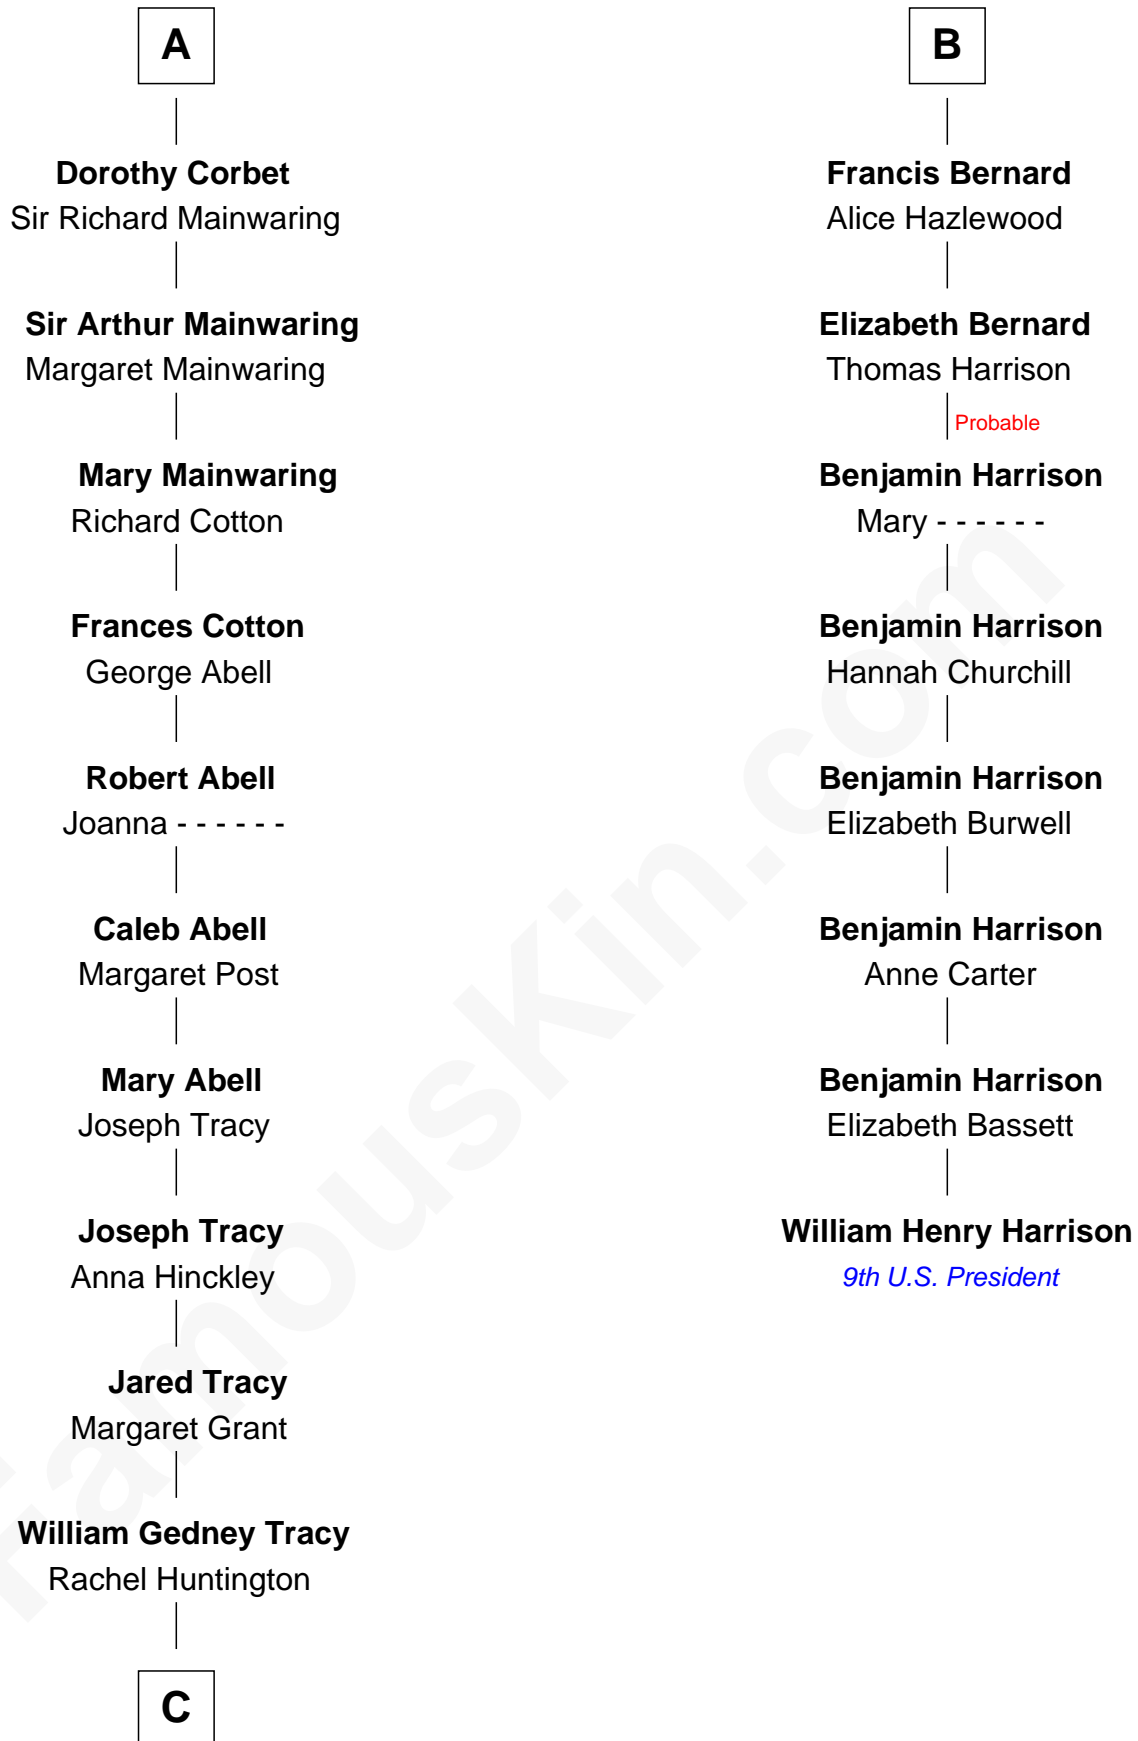 A
Dorothy Corbet
Sir Richard Mainwaring
Sir Arthur Mainwaring
Margaret Mainwaring
Mary Mainwaring
Richard Cotton
Frances Cotton
George Abell
Robert Abell
Joanna - - - - - -
Caleb Abell
Margaret Post
Mary Abell
Joseph Tracy
Joseph Tracy
Anna Hinckley
Jared Tracy
Margaret Grant
William Gedney Tracy
Rachel Huntington
C
B
Francis Bernard
Alice Hazlewood
Elizabeth Bernard
Thomas Harrison
Probable
Benjamin Harrison
Mary - - - - - -
Benjamin Harrison
Hannah Churchill
Benjamin Harrison
Elizabeth Burwell
Benjamin Harrison
Anne Carter
Benjamin Harrison
Elizabeth Bassett
William Henry Harrison
9th U.S. President
FamousKin.com